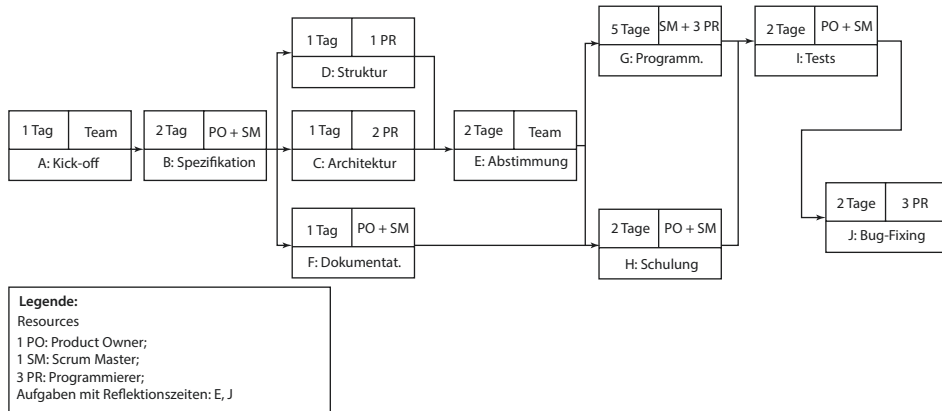 1 Tag
1 PR
D: Struktur
5 Tage
SM + 3 PR
G: Programm.
2 Tage
PO + SM
I: Tests
1 Tag
Team
A: Kick-off
2 Tag
PO + SM
B: Spezifikation
1 Tag
2 PR
C: Architektur
2 Tage
Team
E: Abstimmung
1 Tag
PO + SM
F: Dokumentat.
2 Tage
PO + SM
H: Schulung
2 Tage
3 PR
J: Bug-Fixing
Legende:
Resources
1 PO: Product Owner;
1 SM: Scrum Master;
3 PR: Programmierer;
Aufgaben mit Reflektionszeiten: E, J